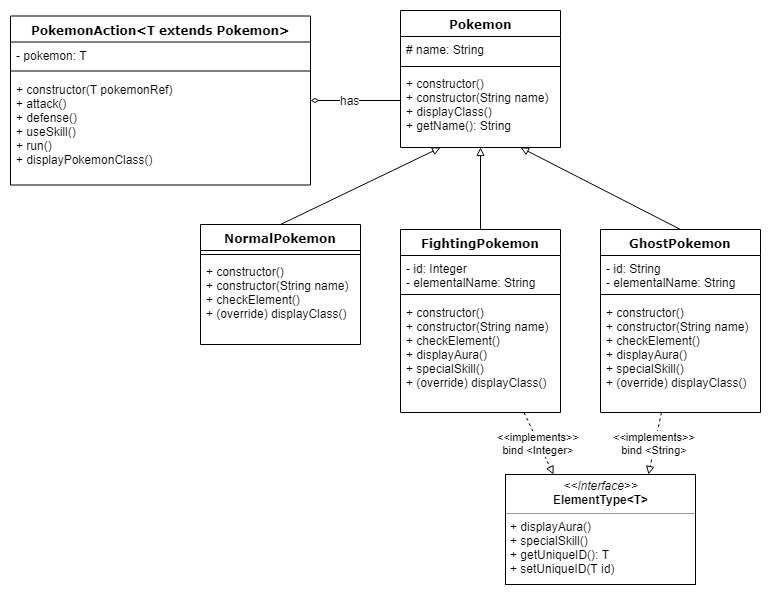 PokemonAction<T extends Pokemon>
- pokemon: T
+ constructor(T pokemonRef)
+ attack()
+ defense()
+ useSkill()
+ run()
+ displayPokemonClass()
has
Pokemon
# name: String
+ constructor()
+ constructor(String name)
+ displayClass()
+ getName(): String
NormalPokemon
+ constructor()
+ constructor(String name)
+ checkElement()
+ (override) displayClass()
FightingPokemon
- id: Integer
- elementalName: String
+ constructor()
+ constructor(String name)
+ checkElement()
+ displayAura()
+ specialSkill()
+ (override) displayClass()
GhostPokemon
- id: String
- elementalName: String
+ constructor()
+ constructor(String name)
+ checkElement()
+ displayAura()
+ specialSkill()
+ (override) displayClass()
<<implements>>
bind <Integer>
<<implements>>
bind <String>
<<Interface>>
ElementType<T>
+ displayAura()
+ specialSkill()
+ getUniqueID(): T
+ setUniqueID(T id)